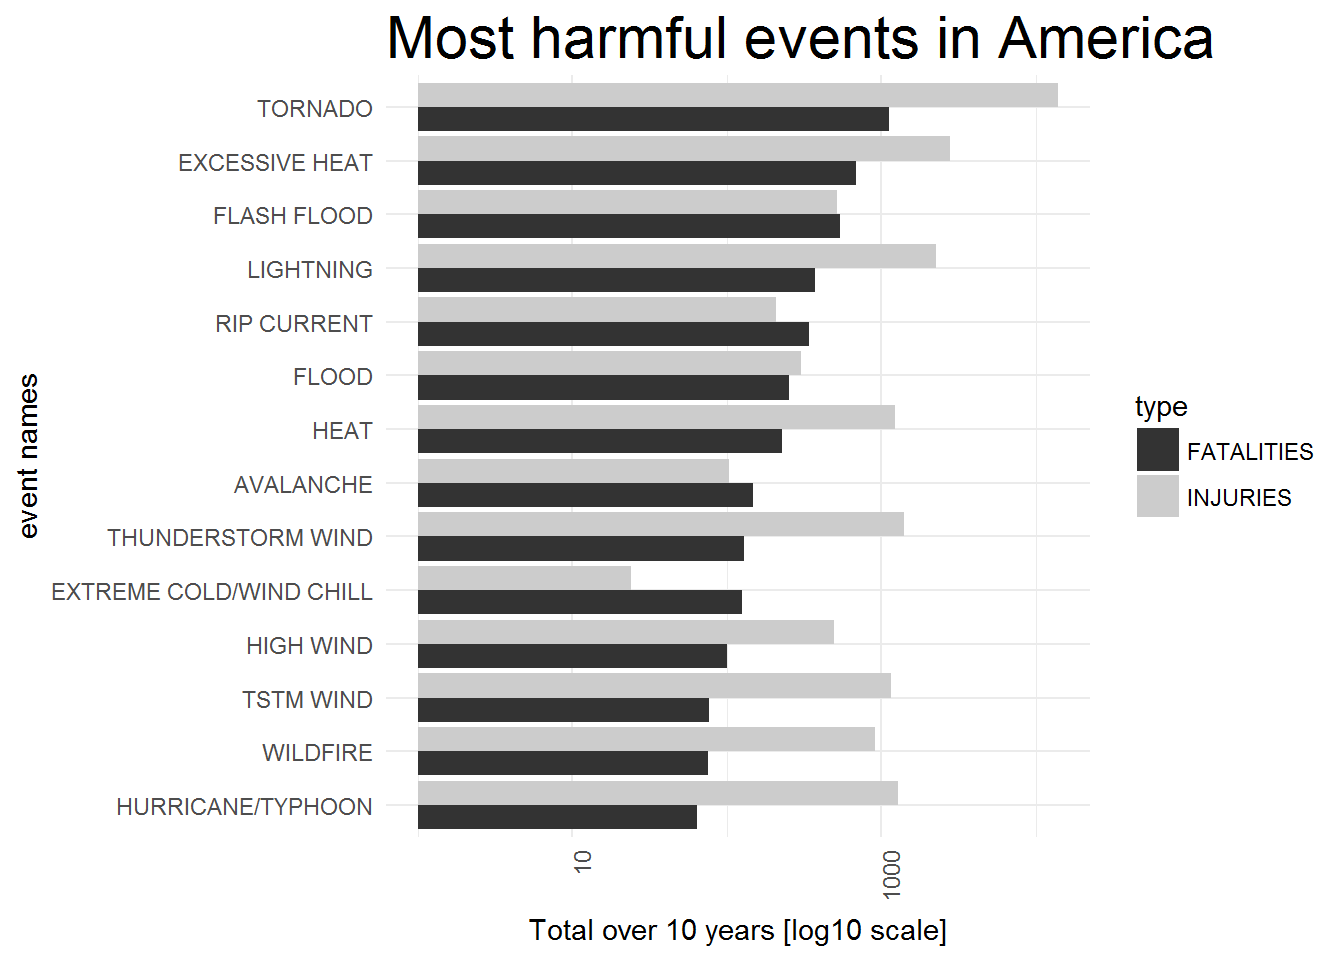 Most harmful events in America
event names
TORNADO
EXCESSIVE HEAT
FLASH FLOOD
LIGHTNING
RIP CURRENT
FLOOD
HEAT
AVALANCHE
THUNDERSTORM WIND
EXTREME COLD/WIND CHILL
HIGH WIND
TSTM WIND
WILDFIRE
HURRICANE/TYPHOON
10
1000
Total over 10 years [log10 scale]
type
FATALITIES
INJURIES